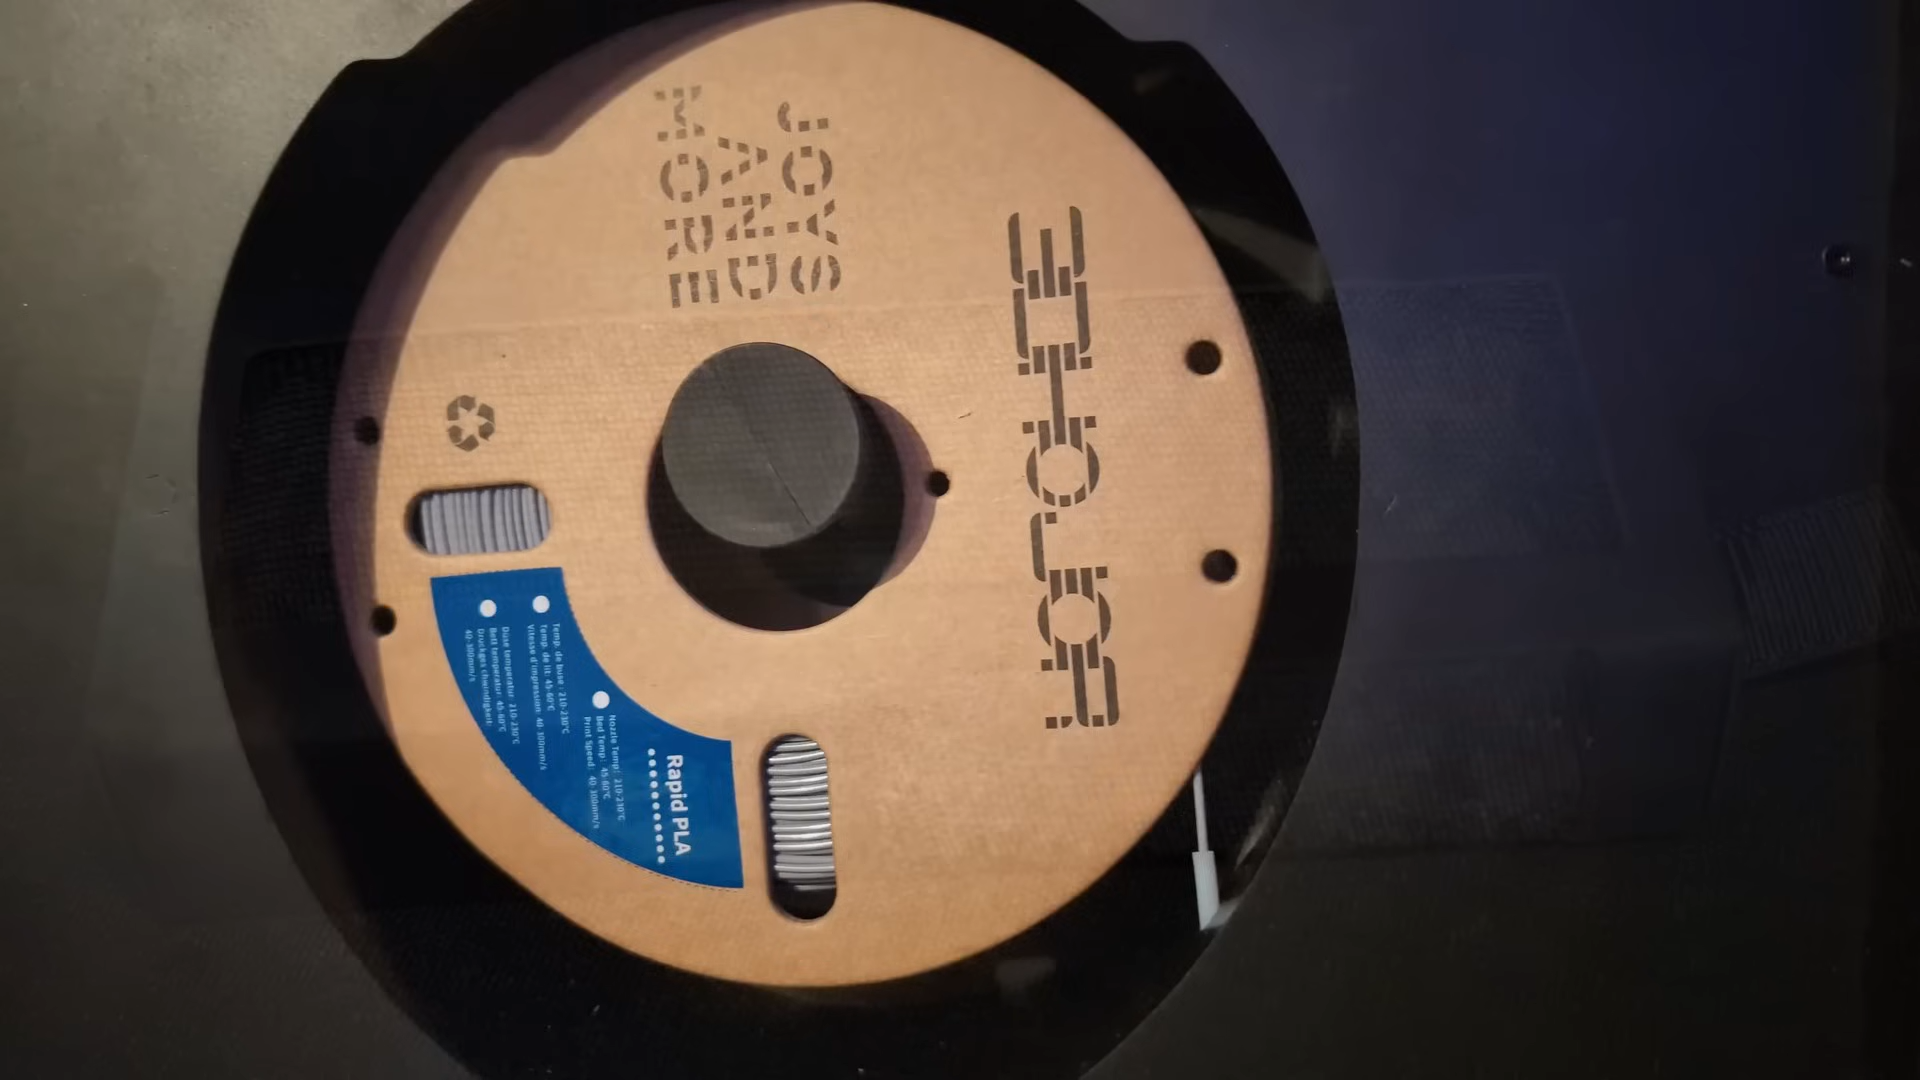 3DHOJOR
JOYS
AND
MORE
Rapid PLA
Nozzle Temp: 210-230°C
Bed Temp: 45-60°C
Print Speed: 40-300mm/s
Temp. de buse : 210-230°C
Temp. de lit: 45-60°C
Vitesse d'impression: 40-300mm/s
Düse temperatur: 210-230°C
Bett temperatur: 45-60°C
Druckges chwindigkeit:
40-300mm/s